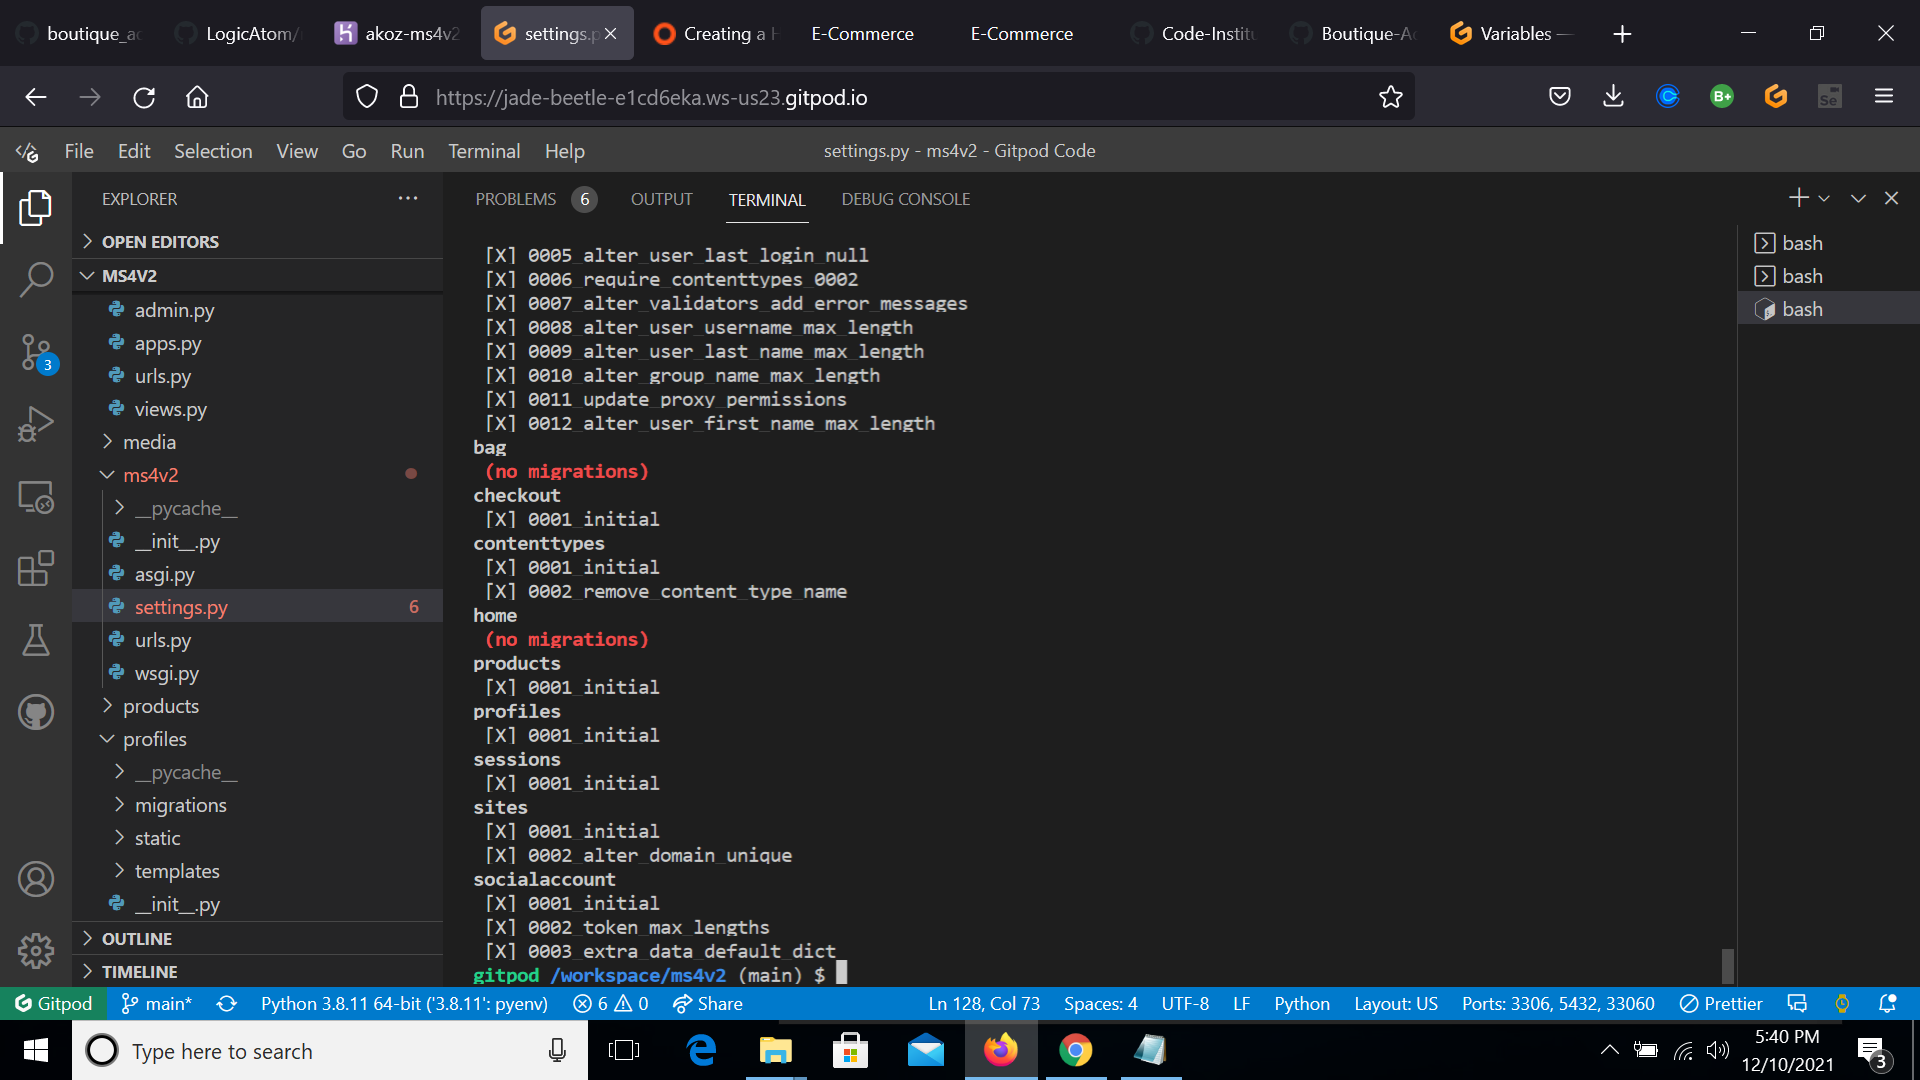 boutique_ad
LogicAtom/
akoz-ms4v2
settings.p
Creating a H
E-Commerce
E-Commerce
Code-Institu
Boutique-Ad
Variables —
https://jade-beetle-e1cd6eka.ws-us23.gitpod.io
B+
Se
File Edit Selection View Go Run Terminal Help
settings.py - ms4v2 - Gitpod Code
EXPLORER
PROBLEMS 6 OUTPUT TERMINAL DEBUG CONSOLE
OPEN EDITORS
MS4V2
admin.py
apps.py
urls.py
views.py
media
ms4v2
__pycache__
__init__.py
asgi.py
settings.py 6
urls.py
wsgi.py
products
profiles
__pycache__
migrations
static
templates
__init__.py
OUTLINE
TIMELINE
3
[X] 0005_alter_user_last_login_null
[X] 0006_require_contenttypes_0002
[X] 0007_alter_validators_add_error_messages
[X] 0008_alter_user_username_max_length
[X] 0009_alter_user_last_name_max_length
[X] 0010_alter_group_name_max_length
[X] 0011_update_proxy_permissions
[X] 0012_alter_user_first_name_max_length
bag
(no migrations)
checkout
[X] 0001_initial
contenttypes
[X] 0001_initial
[X] 0002_remove_content_type_name
home
(no migrations)
products
[X] 0001_initial
profiles
[X] 0001_initial
sessions
[X] 0001_initial
sites
[X] 0001_initial
[X] 0002_alter_domain_unique
socialaccount
[X] 0001_initial
[X] 0002_token_max_lengths
[X] 0003_extra_data_default_dict
gitpod /workspace/ms4v2 (main) $
bash
bash
bash
Gitpod main* Python 3.8.11 64-bit ('3.8.11': pyenv) 6 0 Share Ln 128, Col 73 Spaces: 4 UTF-8 LF Python Layout: US Ports: 3306, 5432, 33060 Prettier
Type here to search
5:40 PM
12/10/2021
3